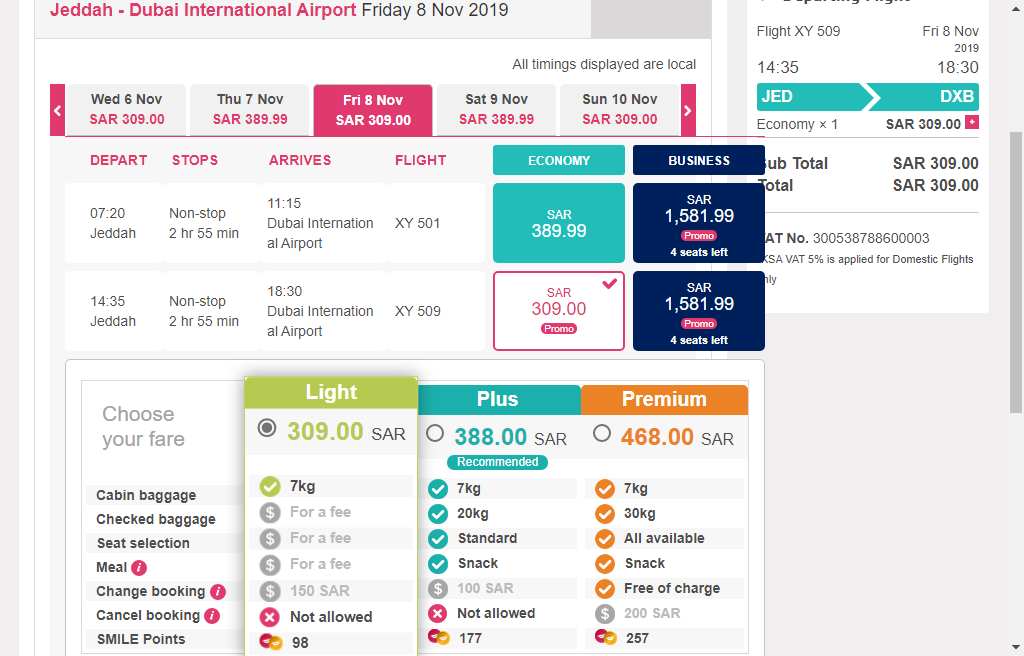 Jeddah - Dubai International Airport Friday 8 Nov 2019
All timings displayed are local
Wed 6 Nov
SAR 309.00
Thu 7 Nov
SAR 389.99
Fri 8 Nov
SAR 309.00
Sat 9 Nov
SAR 389.99
Sun 10 Nov
SAR 309.00
DEPART STOPS ARRIVES FLIGHT ECONOMY BUSINESS
07:20
Jeddah
Non-stop
2 hr 55 min
11:15
Dubai Internation
al Airport
XY 501
SAR
389.99
SAR
1,581.99
Promo
4 seats left
14:35
Jeddah
Non-stop
2 hr 55 min
18:30
Dubai Internation
al Airport
XY 509
SAR
309.00
Promo
SAR
1,581.99
Promo
4 seats left
Choose
your fare
Light
309.00 SAR
Plus
388.00 SAR
Recommended
Premium
468.00 SAR
Cabin baggage 7kg 7kg 7kg
Checked baggage For a fee 20kg 30kg
Seat selection For a fee Standard All available
Meal i For a fee Snack Snack
Change booking i 150 SAR 100 SAR Free of charge
Cancel booking i Not allowed Not allowed 200 SAR
SMILE Points 98 177 257
Flight XY 509 Fri 8 Nov
2019
14:35 18:30
JED DXB
Economy × 1 SAR 309.00 +
Sub Total SAR 309.00
Total SAR 309.00
VAT No. 300538788600003
KSA VAT 5% is applied for Domestic Flights